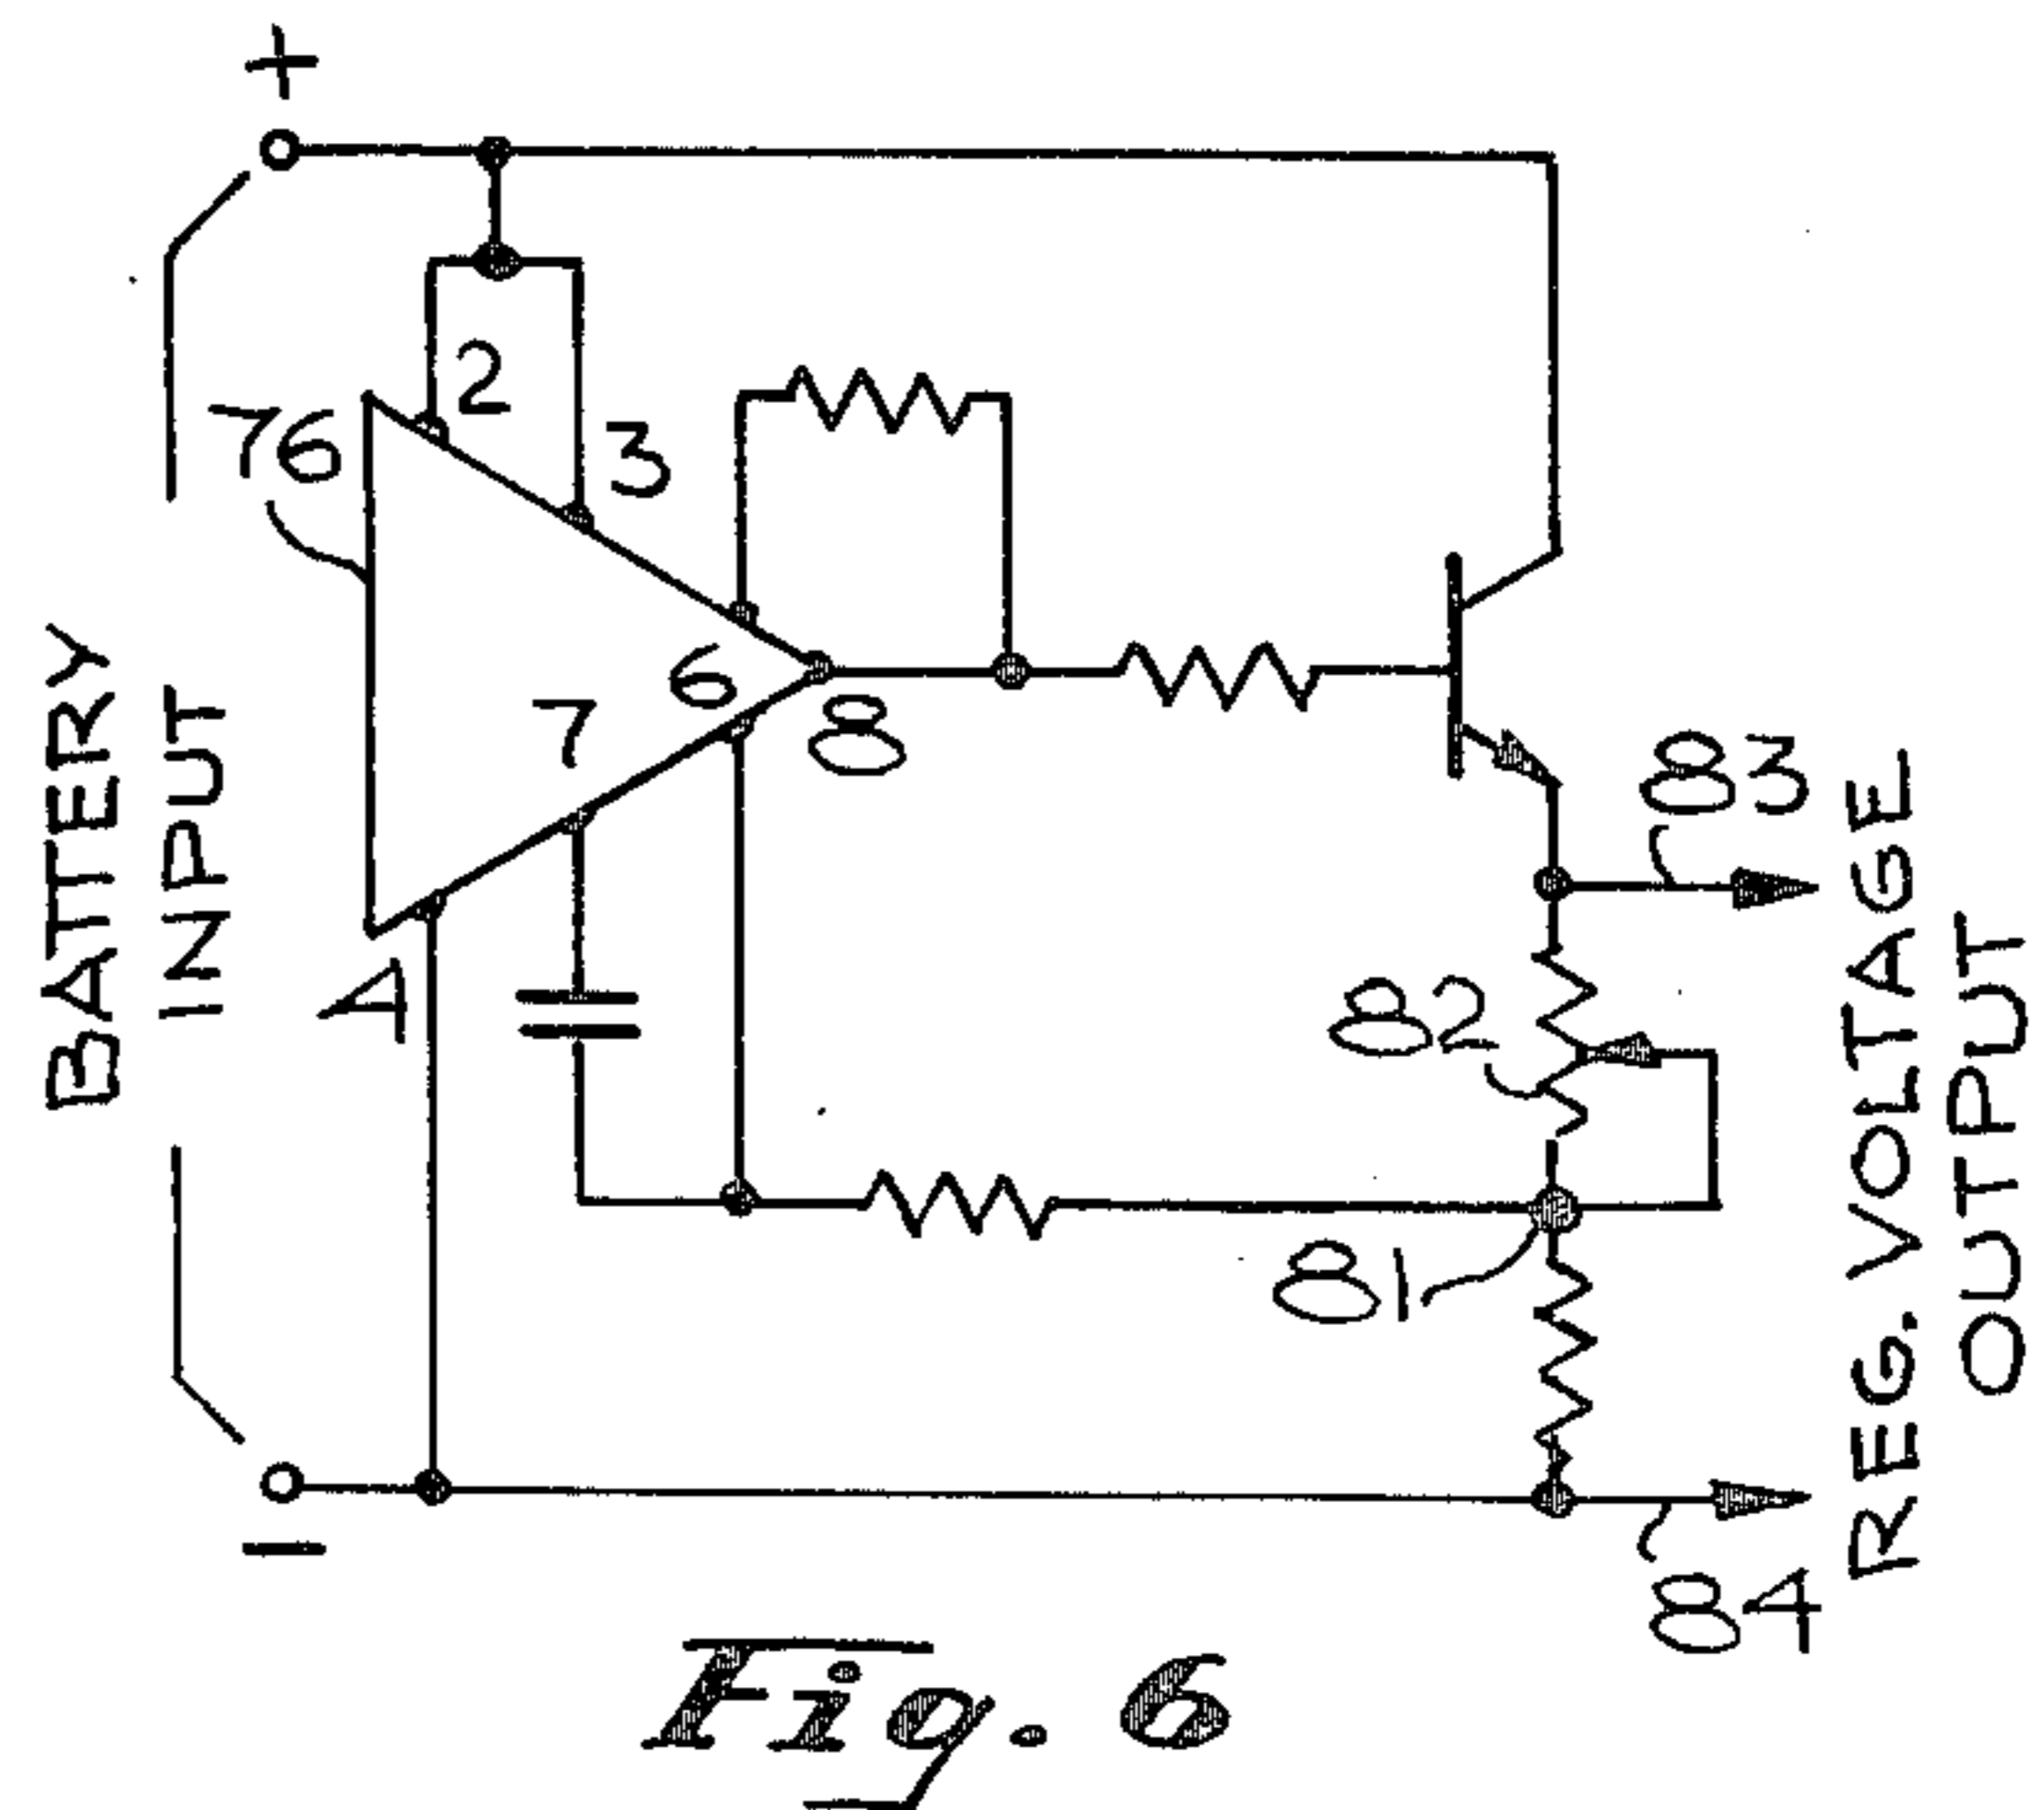 +
2
76
3
6
7
8
4
BATTERY
INPUT
83
82
81
REG. VOLTAGE
OUTPUT
84
−
Fig. 6